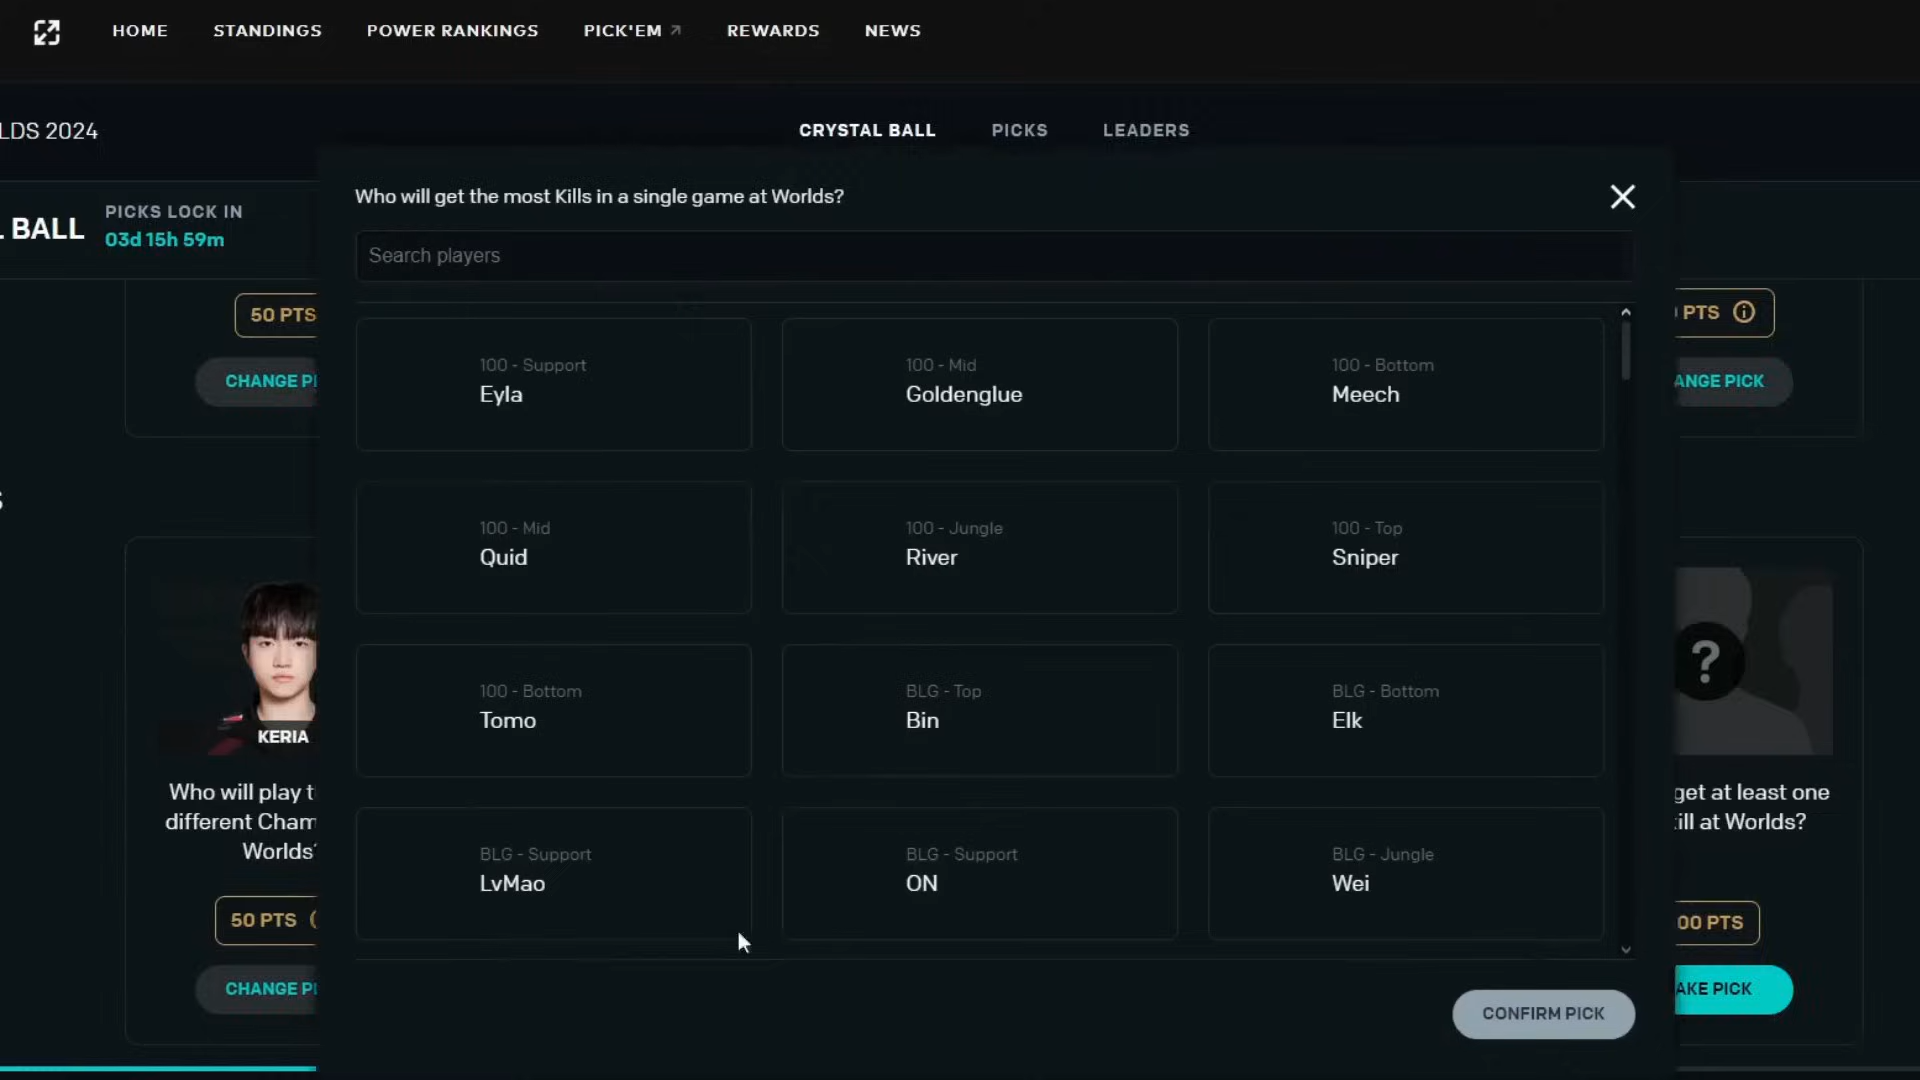 HOME STANDINGS POWER RANKINGS PICK'EM REWARDS NEWS
LDS 2024
CRYSTAL BALL PICKS LEADERS
BALL
PICKS LOCK IN
03d 15h 59m
Who will get the most Kills in a single game at Worlds?
Search players
50 PTS
CHANGE PI
PTS
ANGE PICK
100 - Support
Eyla
100 - Mid
Goldenglue
100 - Bottom
Meech
100 - Mid
Quid
100 - Jungle
River
100 - Top
Sniper
100 - Bottom
Tomo
BLG - Top
Bin
BLG - Bottom
Elk
BLG - Support
LvMao
BLG - Support
ON
BLG - Jungle
Wei
KERIA
Who will play t
different Cham
Worlds
50 PTS
CHANGE PI
?
get at least one
ill at Worlds?
00 PTS
AKE PICK
CONFIRM PICK